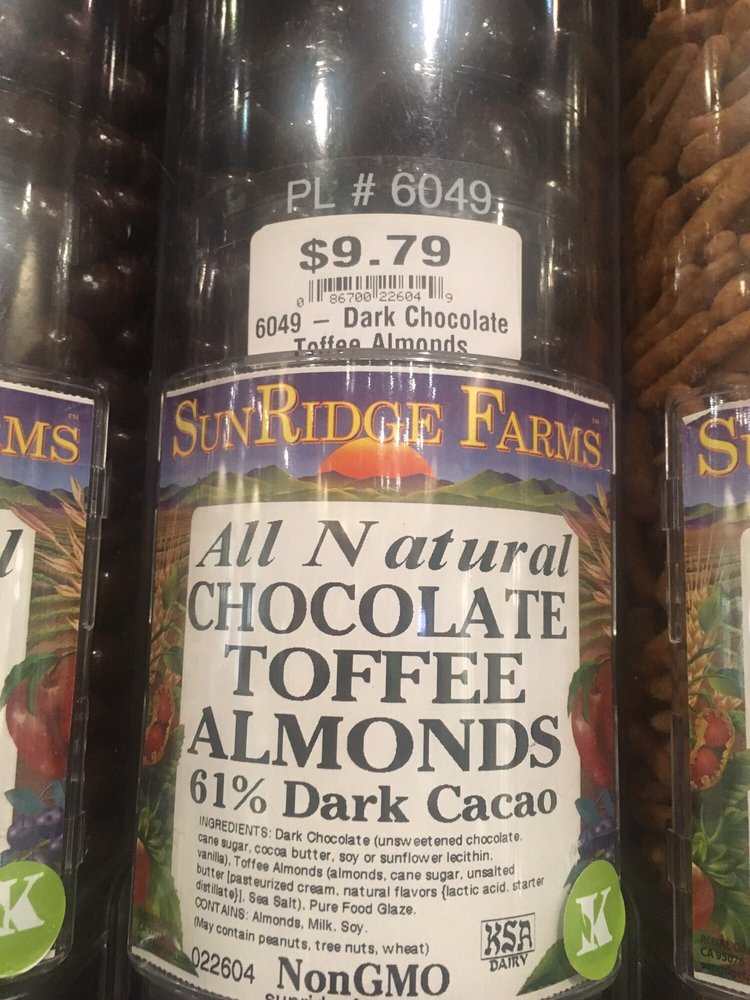 PL # 6049
$9.79
0 86700 22604 9
6049 – Dark Chocolate
Toffee Almonds
SUNRIDGE FARMS™
All Natural
CHOCOLATE
TOFFEE
ALMONDS
61% Dark Cacao
INGREDIENTS: Dark Chocolate (unsweetened chocolate,
cane sugar, cocoa butter, soy or sunflower lecithin,
vanilla), Toffee Almonds (almonds, cane sugar, unsalted
butter [pasteurized cream, natural flavors {lactic acid, starter
distillate}], Sea Salt), Pure Food Glaze.
CONTAINS: Almonds, Milk, Soy.
(May contain peanuts, tree nuts, wheat)
KSA
DAIRY
K
022604
NonGMO
MS™
l
K
S